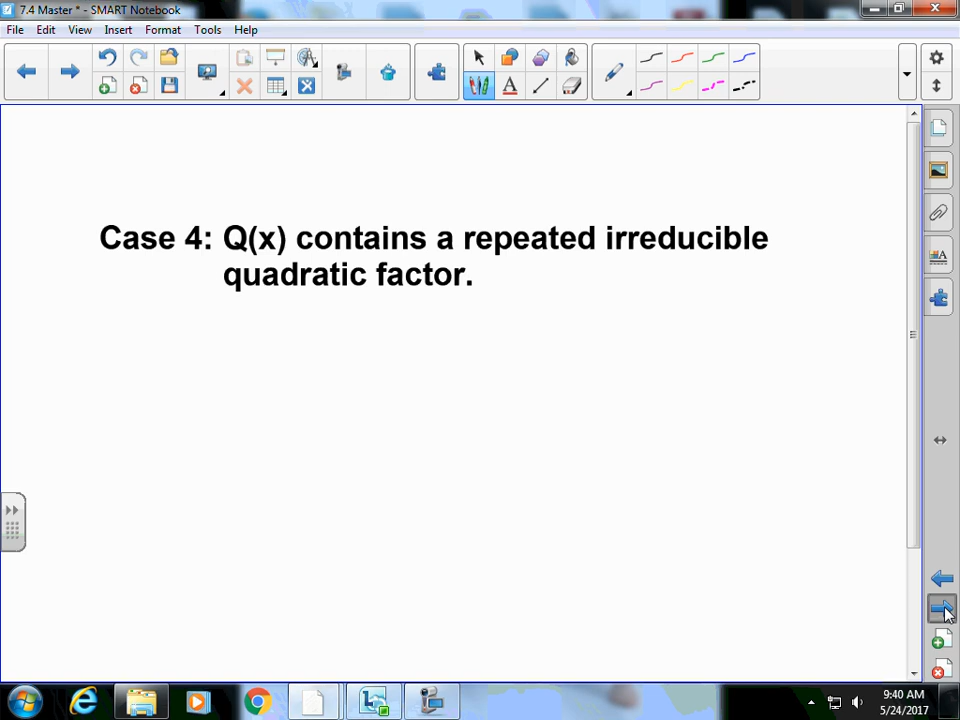 7.4 Master * - SMART Notebook
File Edit View Insert Format Tools Help
Case 4: Q(x) contains a repeated irreducible
quadratic factor.
9:40 AM
5/24/2017